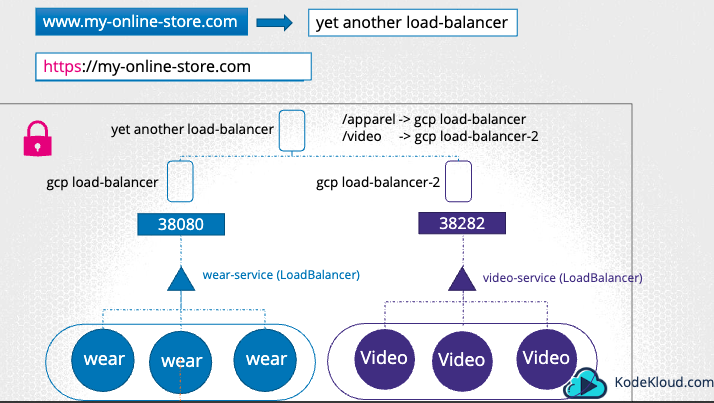 www.my-online-store.com
yet another load-balancer
https://my-online-store.com
yet another load-balancer
/apparel -> gcp load-balancer
/video -> gcp load-balancer-2
gcp load-balancer
gcp load-balancer-2
38080
38282
wear-service (LoadBalancer)
video-service (LoadBalancer)
wear
wear
wear
Video
Video
Video
KodeKloud.com